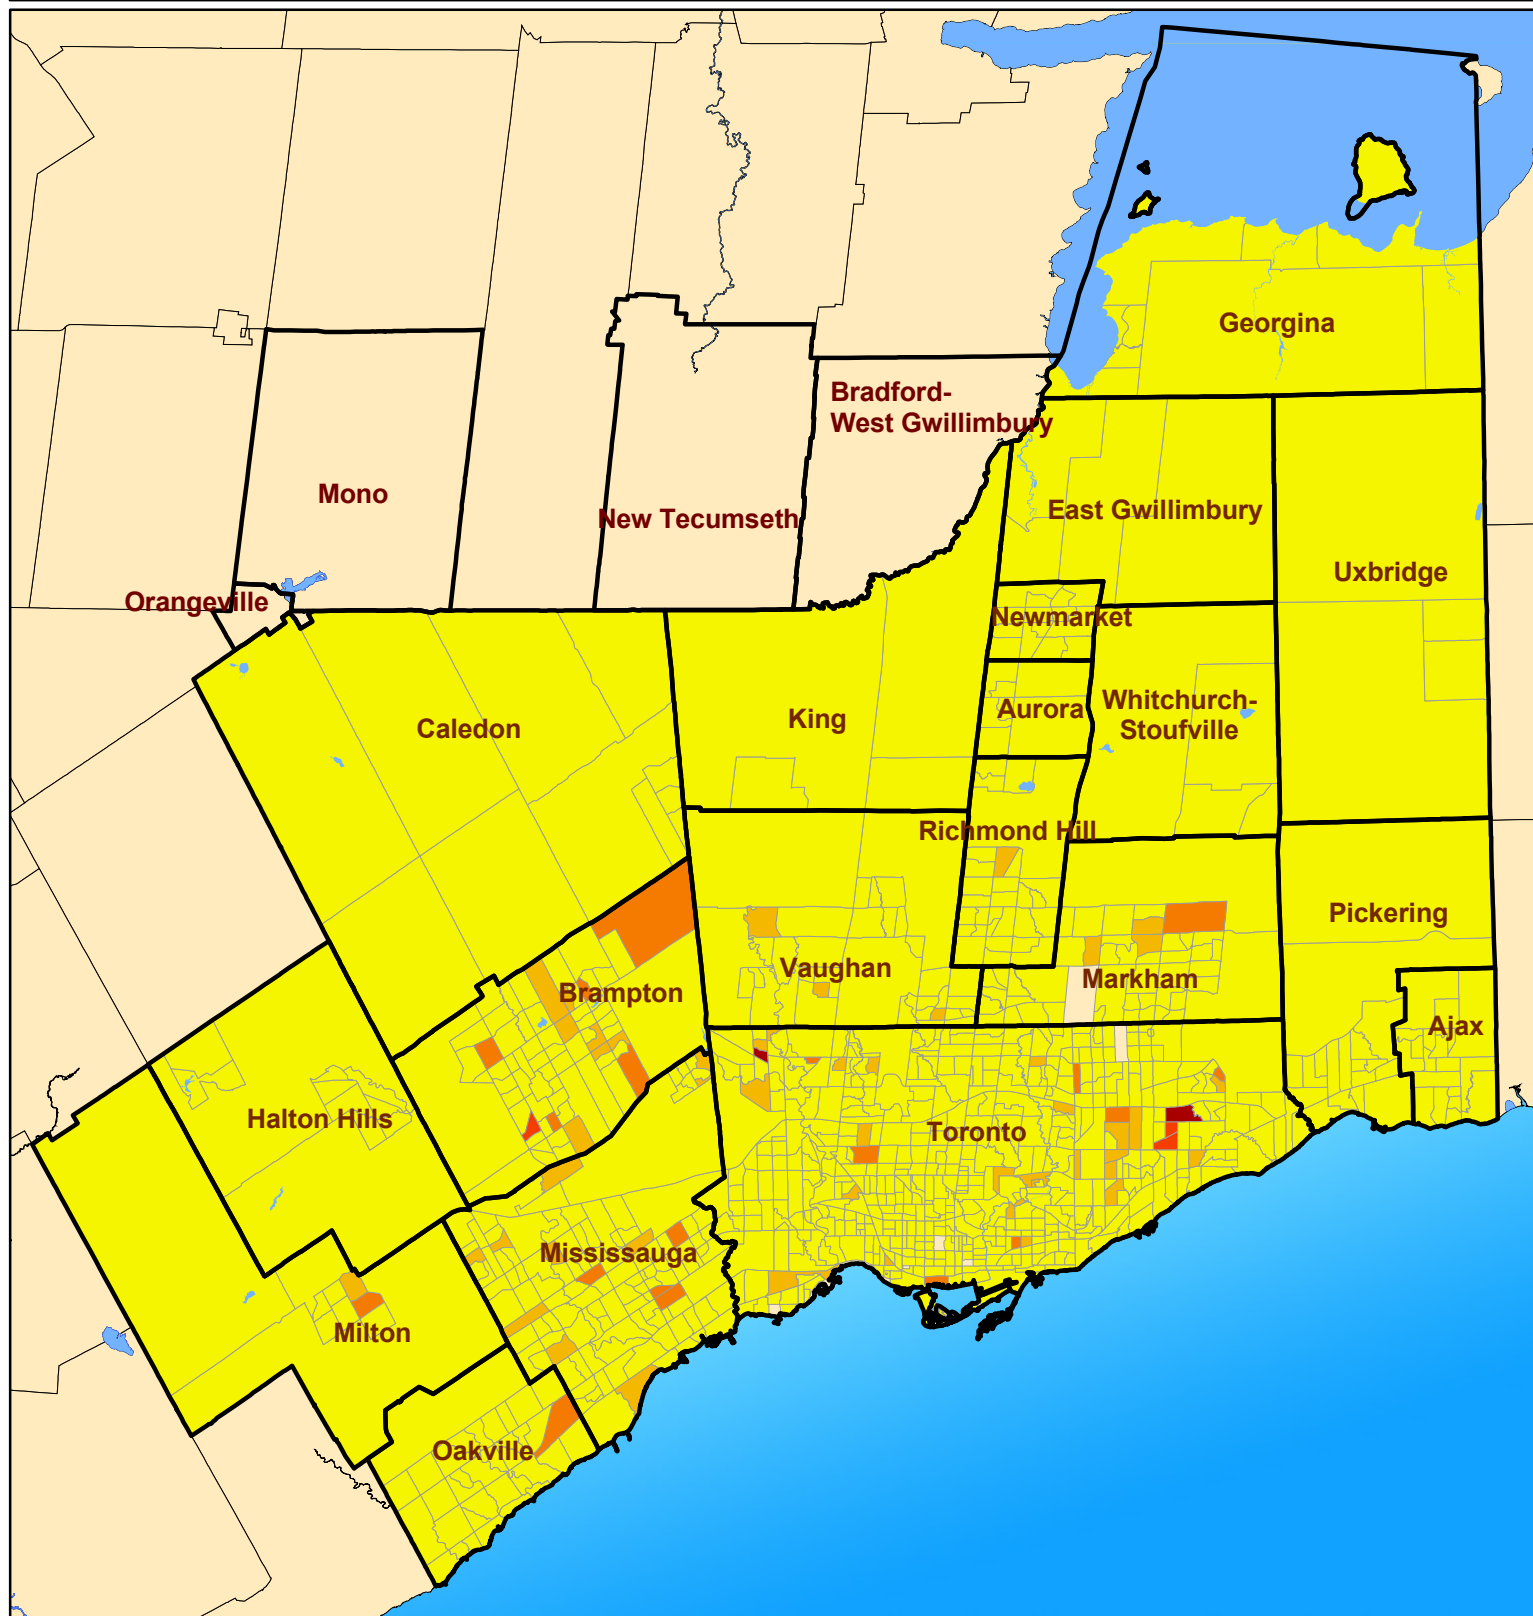 Georgina
Bradford-
West Gwillimbury
Mono
New Tecumseth
East Gwillimbury
Uxbridge
Orangeville
Newmarket
Caledon
King
Aurora
Whitchurch-
Stoufville
Richmond Hill
Pickering
Vaughan
Markham
Brampton
Ajax
Halton Hills
Toronto
Mississauga
Milton
Oakville